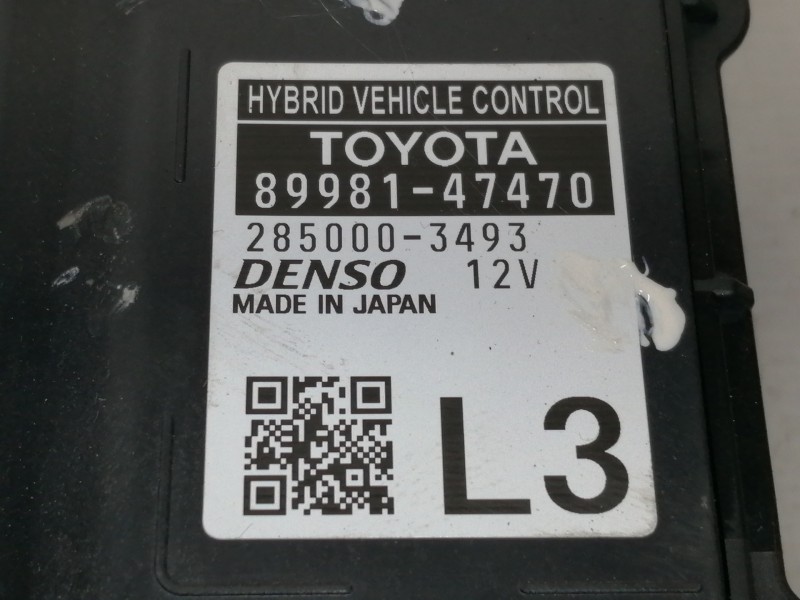 HYBRID VEHICLE CONTROL
TOYOTA
89981-47470
285000-3493
DENSO 12V
MADE IN JAPAN
L3